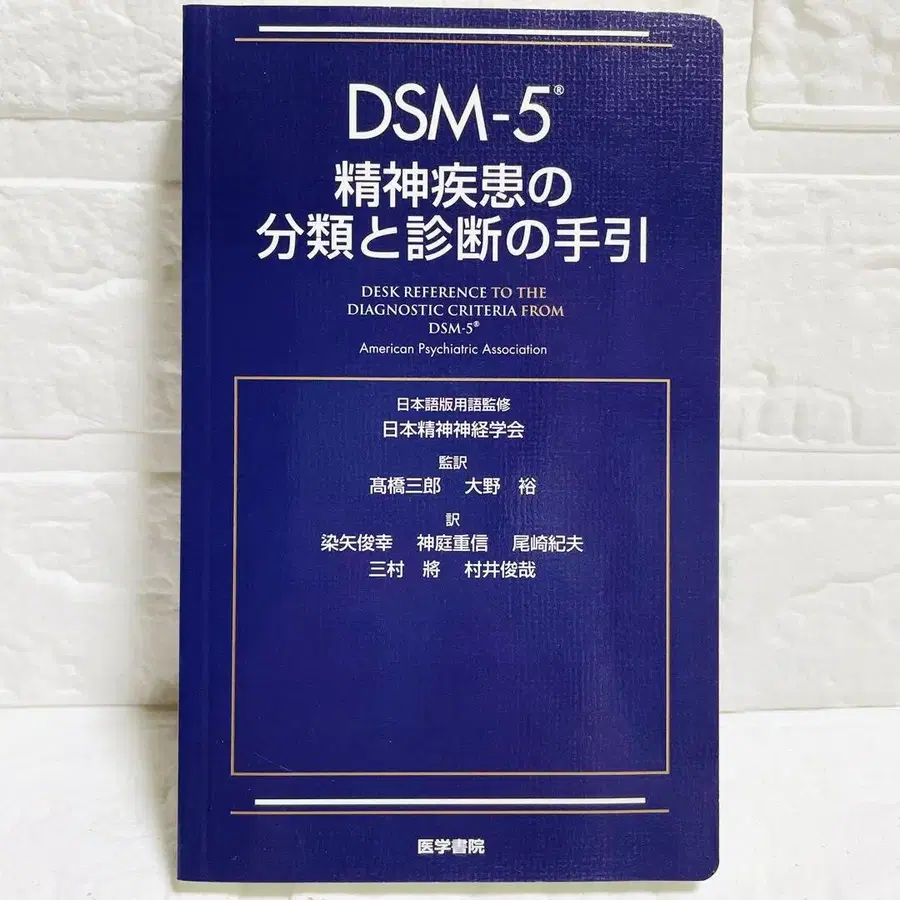 DSM-5®
精神疾患の
分類と診断の手引
DESK REFERENCE TO THE
DIAGNOSTIC CRITERIA FROM
DSM-5®
American Psychiatric Association
日本語版用語監修
日本精神神経学会
監訳
髙橋三郎 大野 裕
訳
染矢俊幸 神庭重信 尾崎紀夫
三村 將 村井俊哉
医学書院